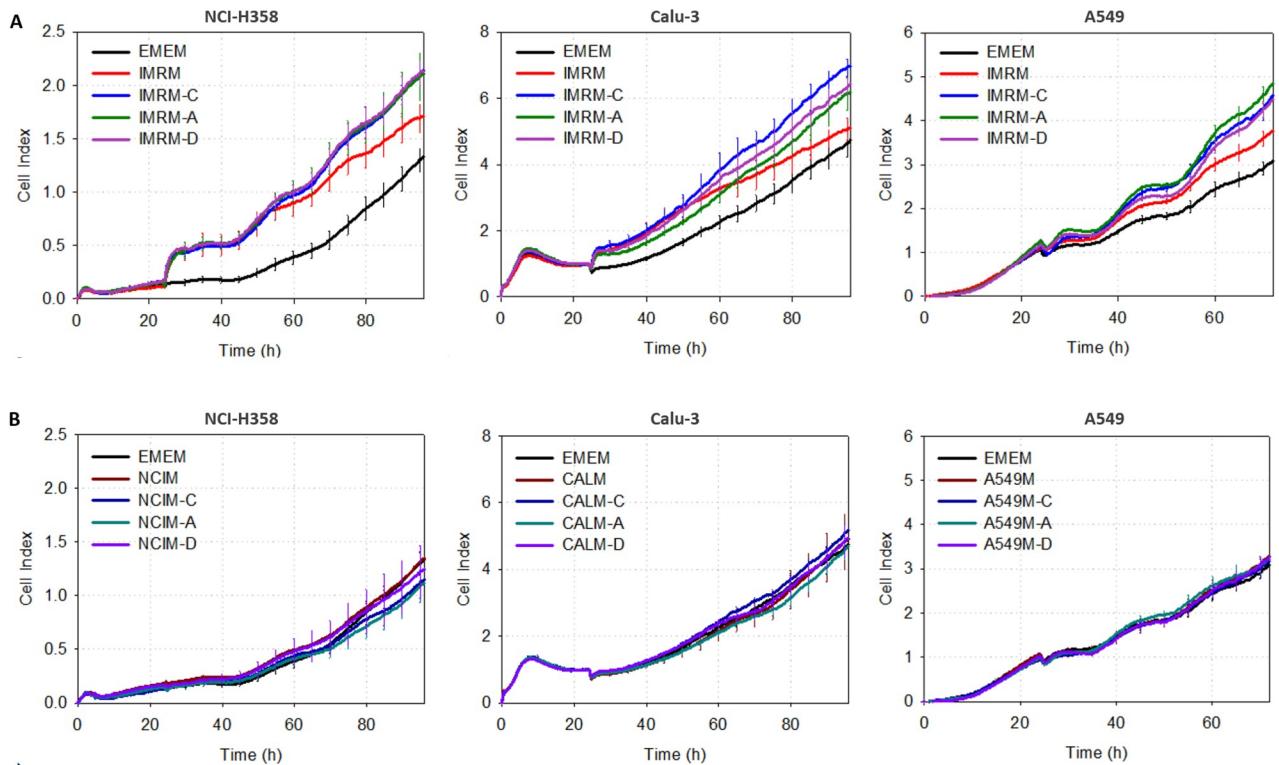 A
NCI-H358
Calu-3
A549
2.5
2.0
1.5
1.0
0.5
0.0
Cell Index
EMEM
IMRM
IMRM-C
IMRM-A
IMRM-D
0 20 40 60 80
Time (h)
8
6
4
2
0
Cell Index
EMEM
IMRM
IMRM-C
IMRM-A
IMRM-D
0 20 40 60 80
Time (h)
6
5
4
3
2
1
0
Cell Index
EMEM
IMRM
IMRM-C
IMRM-A
IMRM-D
0 20 40 60
Time (h)
B
NCI-H358
Calu-3
A549
2.5
2.0
1.5
1.0
0.5
0.0
Cell Index
EMEM
NCIM
NCIM-C
NCIM-A
NCIM-D
0 20 40 60 80
Time (h)
8
6
4
2
0
Cell Index
EMEM
CALM
CALM-C
CALM-A
CALM-D
0 20 40 60 80
Time (h)
6
5
4
3
2
1
0
Cell Index
EMEM
A549M
A549M-C
A549M-A
A549M-D
0 20 40 60
Time (h)